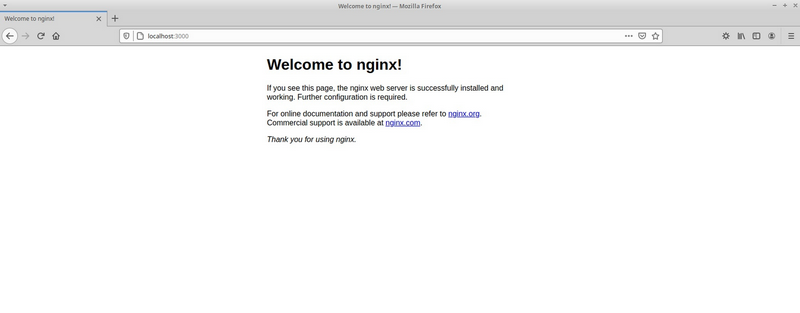 Welcome to nginx! — Mozilla Firefox
Welcome to nginx!
localhost:3000
Welcome to nginx!
If you see this page, the nginx web server is successfully installed and
working. Further configuration is required.
For online documentation and support please refer to nginx.org.
Commercial support is available at nginx.com.
Thank you for using nginx.